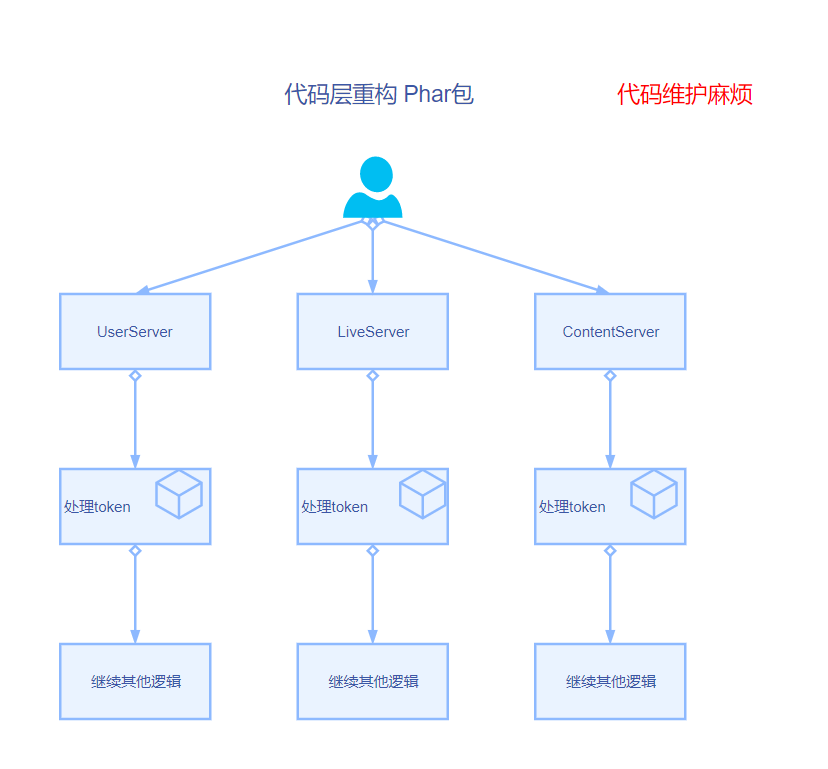 代码层重构 Phar包
代码维护麻烦
UserServer
LiveServer
ContentServer
处理token
处理token
处理token
继续其他逻辑
继续其他逻辑
继续其他逻辑